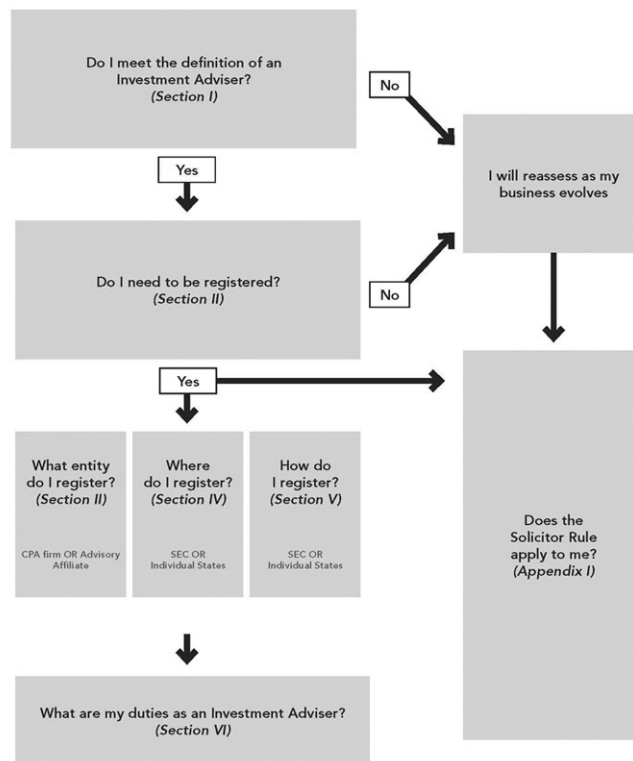 Do I meet the definition of an
Investment Adviser?
(Section I)
No
Yes
I will reassess as my
business evolves
Do I need to be registered?
(Section II)
No
Yes
What entity
do I register?
(Section II)
CPA firm OR Advisory
Affiliate
Where
do I register?
(Section IV)
SEC OR
Individual States
How do
I register?
(Section V)
SEC OR
Individual States
Does the
Solicitor Rule
apply to me?
(Appendix I)
What are my duties as an Investment Adviser?
(Section VI)